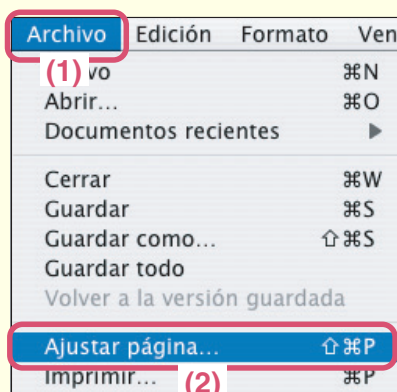 Archivo Edición Formato Ven
(1) vo ⌘N
Abrir... ⌘O
Documentos recientes ▶
Cerrar ⌘W
Guardar ⌘S
Guardar como... ⇧⌘S
Guardar todo
Volver a la versión guardada
Ajustar página... ⇧⌘P
Imprimir... (2) ⌘P